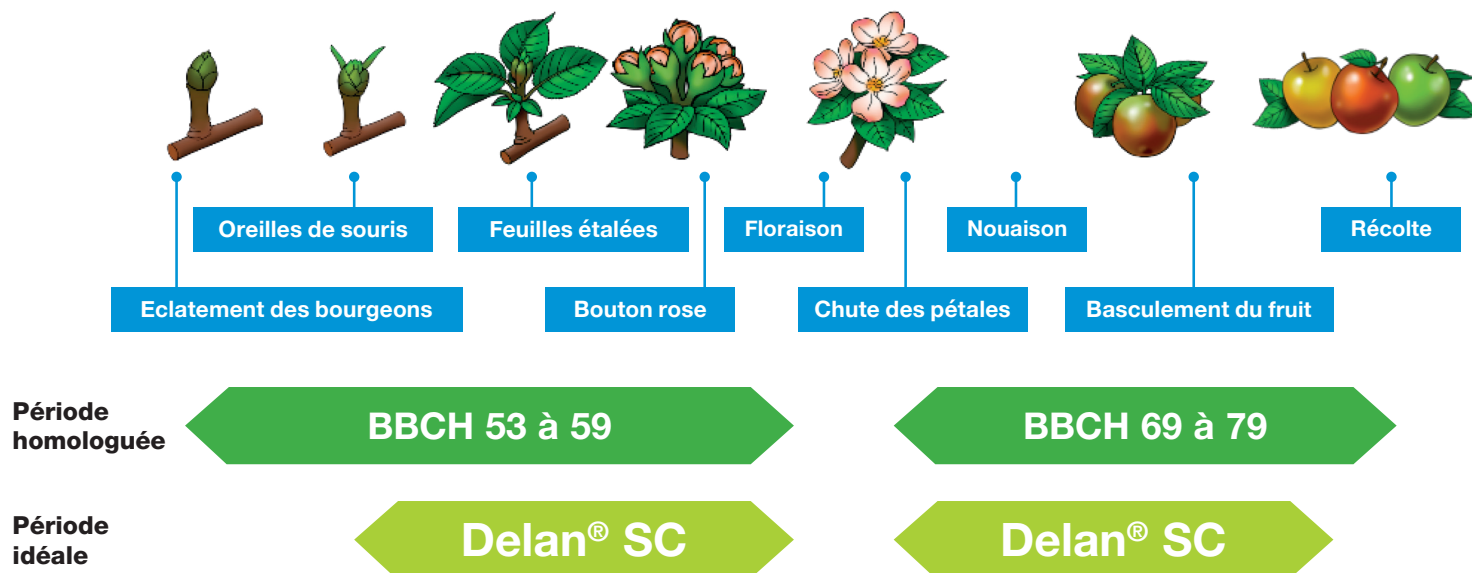 Oreilles de souris
Feuilles étalées
Floraison
Nouaison
Récolte
Eclatement des bourgeons
Bouton rose
Chute des pétales
Basculement du fruit
Période
homologuée
BBCH 53 à 59
BBCH 69 à 79
Période
idéale
Delan® SC
Delan® SC